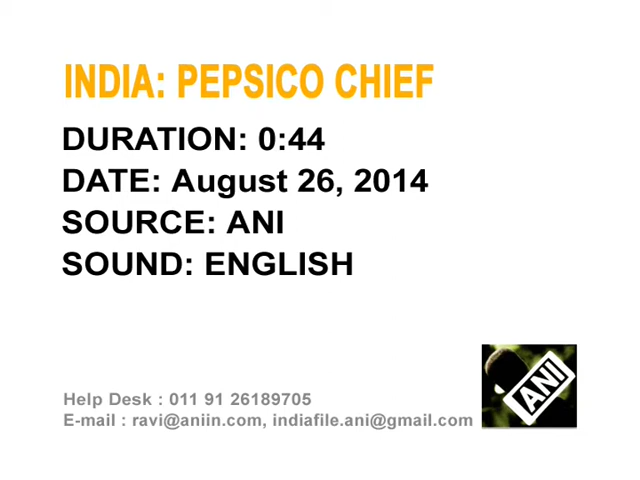 INDIA: PEPSICO CHIEF
DURATION: 0:44
DATE: August 26, 2014
SOURCE: ANI
SOUND: ENGLISH
Help Desk : 011 91 26189705
E-mail : ravi@aniin.com, indiafile.ani@gmail.com
ANI